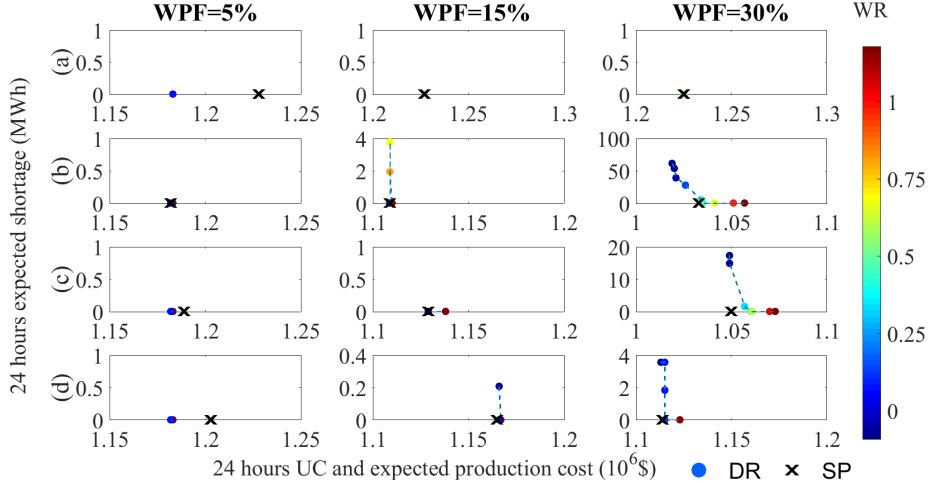 WPF=5% WPF=15% WPF=30% WR
24 hours expected shortage (MWh)
(a)
1 1 1
0.5 0.5 0.5
0 0 0
1.15 1.2 1.25 1.2 1.25 1.3 1.2 1.25 1.3
(b)
1 4 100
0.5 2 50
0 0 0
1.15 1.2 1.25 1.1 1.15 1.2 1 1.05 1.1
(c)
1 1 20
0.5 0.5 10
0 0 0
1.15 1.2 1.25 1.1 1.15 1.2 1 1.05 1.1
(d)
1 0.4 4
0.5 0.2 2
0 0 0
1.15 1.2 1.25 1.1 1.15 1.2 1.1 1.15 1.2
1
0.75
0.5
0.25
0
24 hours UC and expected production cost (10⁶$) DR SP